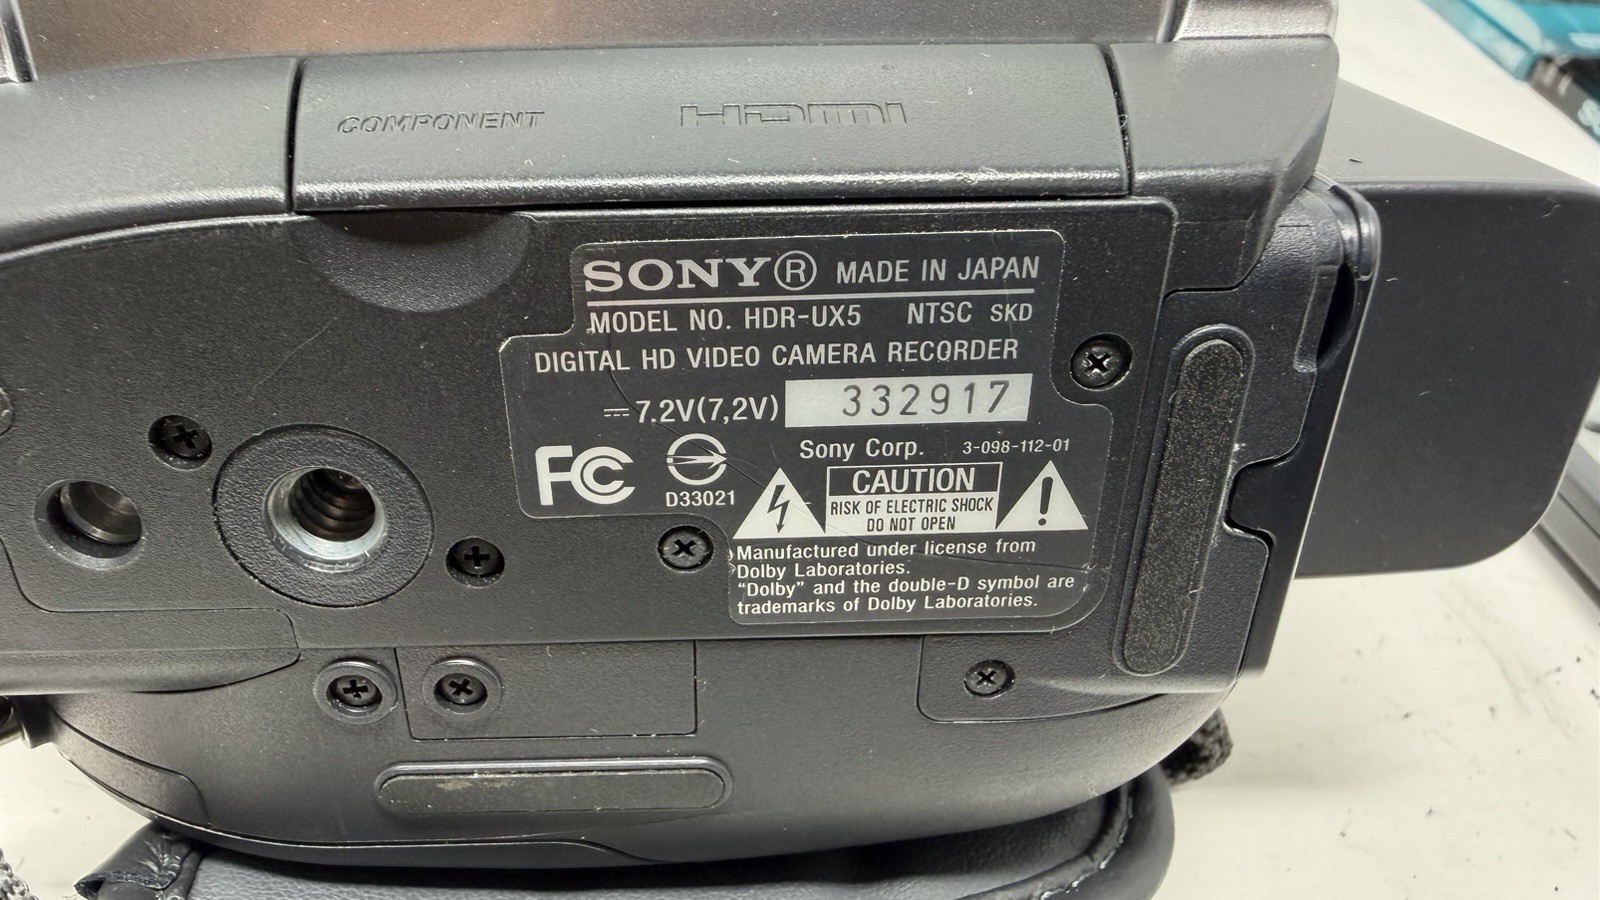 COMPONENT HDMI
SONY® MADE IN JAPAN
MODEL NO. HDR-UX5 NTSC SKD
DIGITAL HD VIDEO CAMERA RECORDER
⎓ 7.2V(7,2V) 332917
Sony Corp. 3-098-112-01
FC
D33021
CAUTION
RISK OF ELECTRIC SHOCK
DO NOT OPEN
Manufactured under license from
Dolby Laboratories.
“Dolby” and the double-D symbol are
trademarks of Dolby Laboratories.